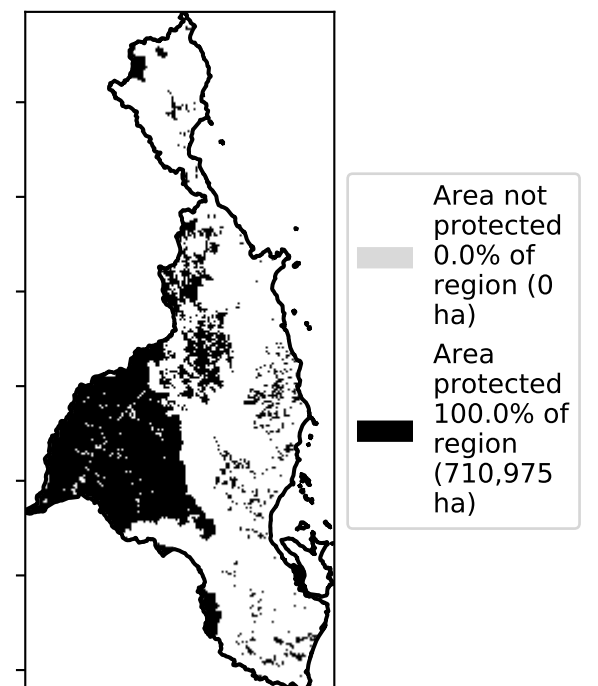 Area not
protected
0.0% of
region (0
ha)
Area
protected
100.0% of
region
(710,975
ha)